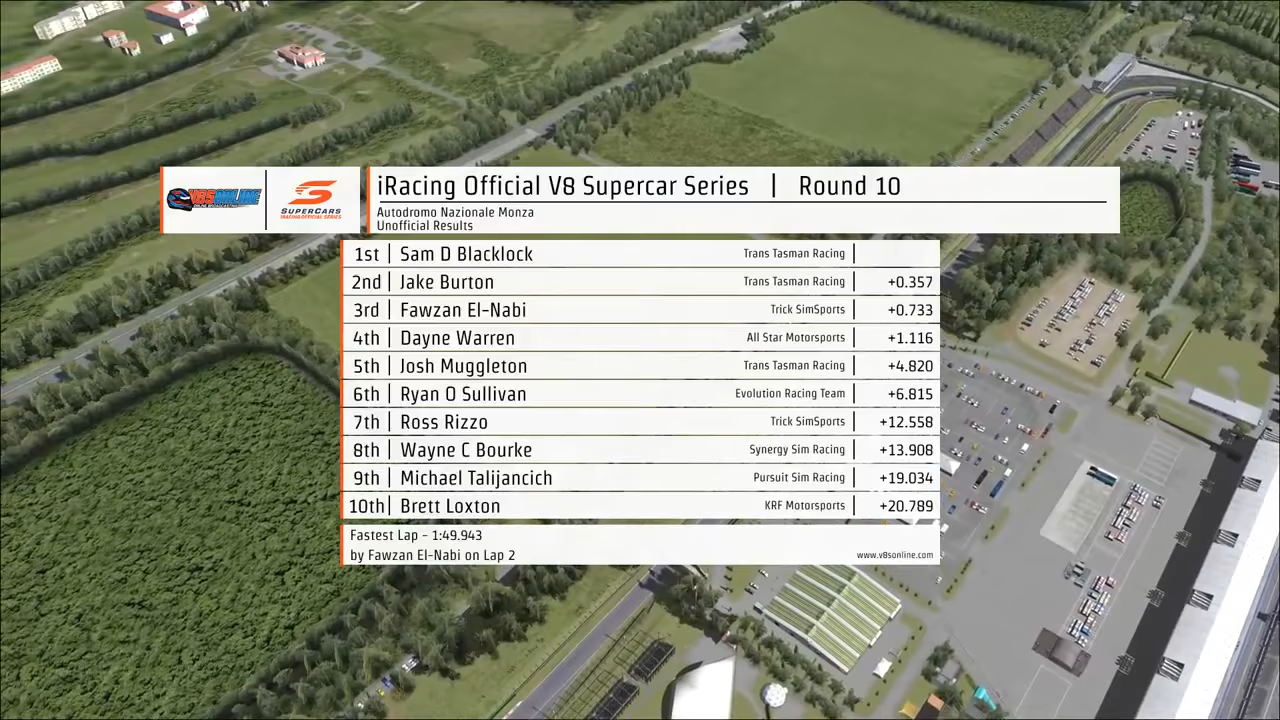 V8SONLINE
SUPERCARS
IRACING OFFICIAL SERIES
iRacing Official V8 Supercar Series | Round 10
Autodromo Nazionale Monza
Unofficial Results
1st | Sam D Blacklock Trans Tasman Racing |
2nd | Jake Burton Trans Tasman Racing | +0.357
3rd | Fawzan El-Nabi Trick SimSports | +0.733
4th | Dayne Warren All Star Motorsports | +1.116
5th | Josh Muggleton Trans Tasman Racing | +4.820
6th | Ryan O Sullivan Evolution Racing Team | +6.815
7th | Ross Rizzo Trick SimSports | +12.558
8th | Wayne C Bourke Synergy Sim Racing | +13.908
9th | Michael Talijancich Pursuit Sim Racing | +19.034
10th | Brett Loxton KRF Motorsports | +20.789
Fastest Lap - 1:49.943
by Fawzan El-Nabi on Lap 2
www.v8sonline.com